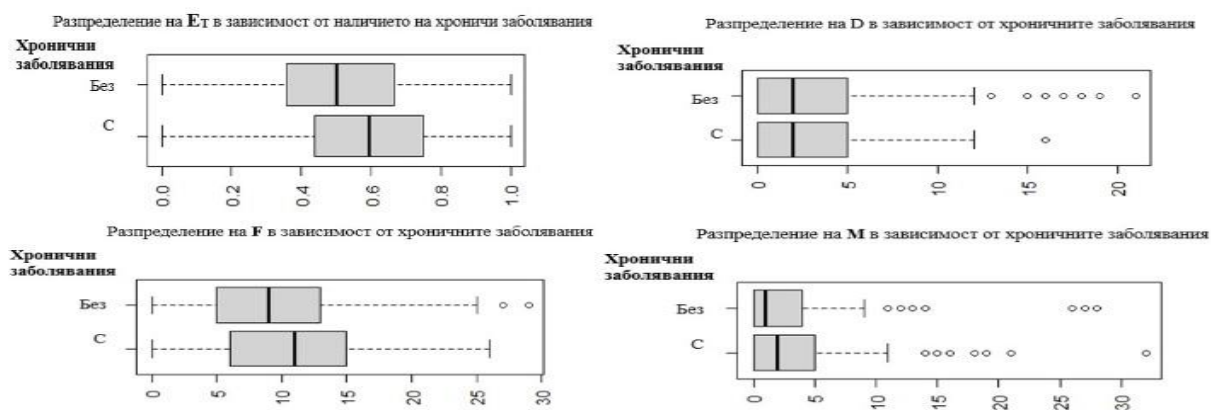 Разпределение на ET в зависимост от наличието на хроничи заболявания
Хронични
заболявания
Без
С
0.0 0.2 0.4 0.6 0.8 1.0
Разпределение на D в зависимост от хроничните заболявания
Хронични
заболявания
Без
С
0 5 10 15 20
Разпределение на F в зависимост от хроничните заболявания
Хронични
заболявания
Без
С
0 5 10 15 20 25 30
Разпределение на M в зависимост от хроничните заболявания
Хронични
заболявания
Без
С
0 5 10 15 20 25 30